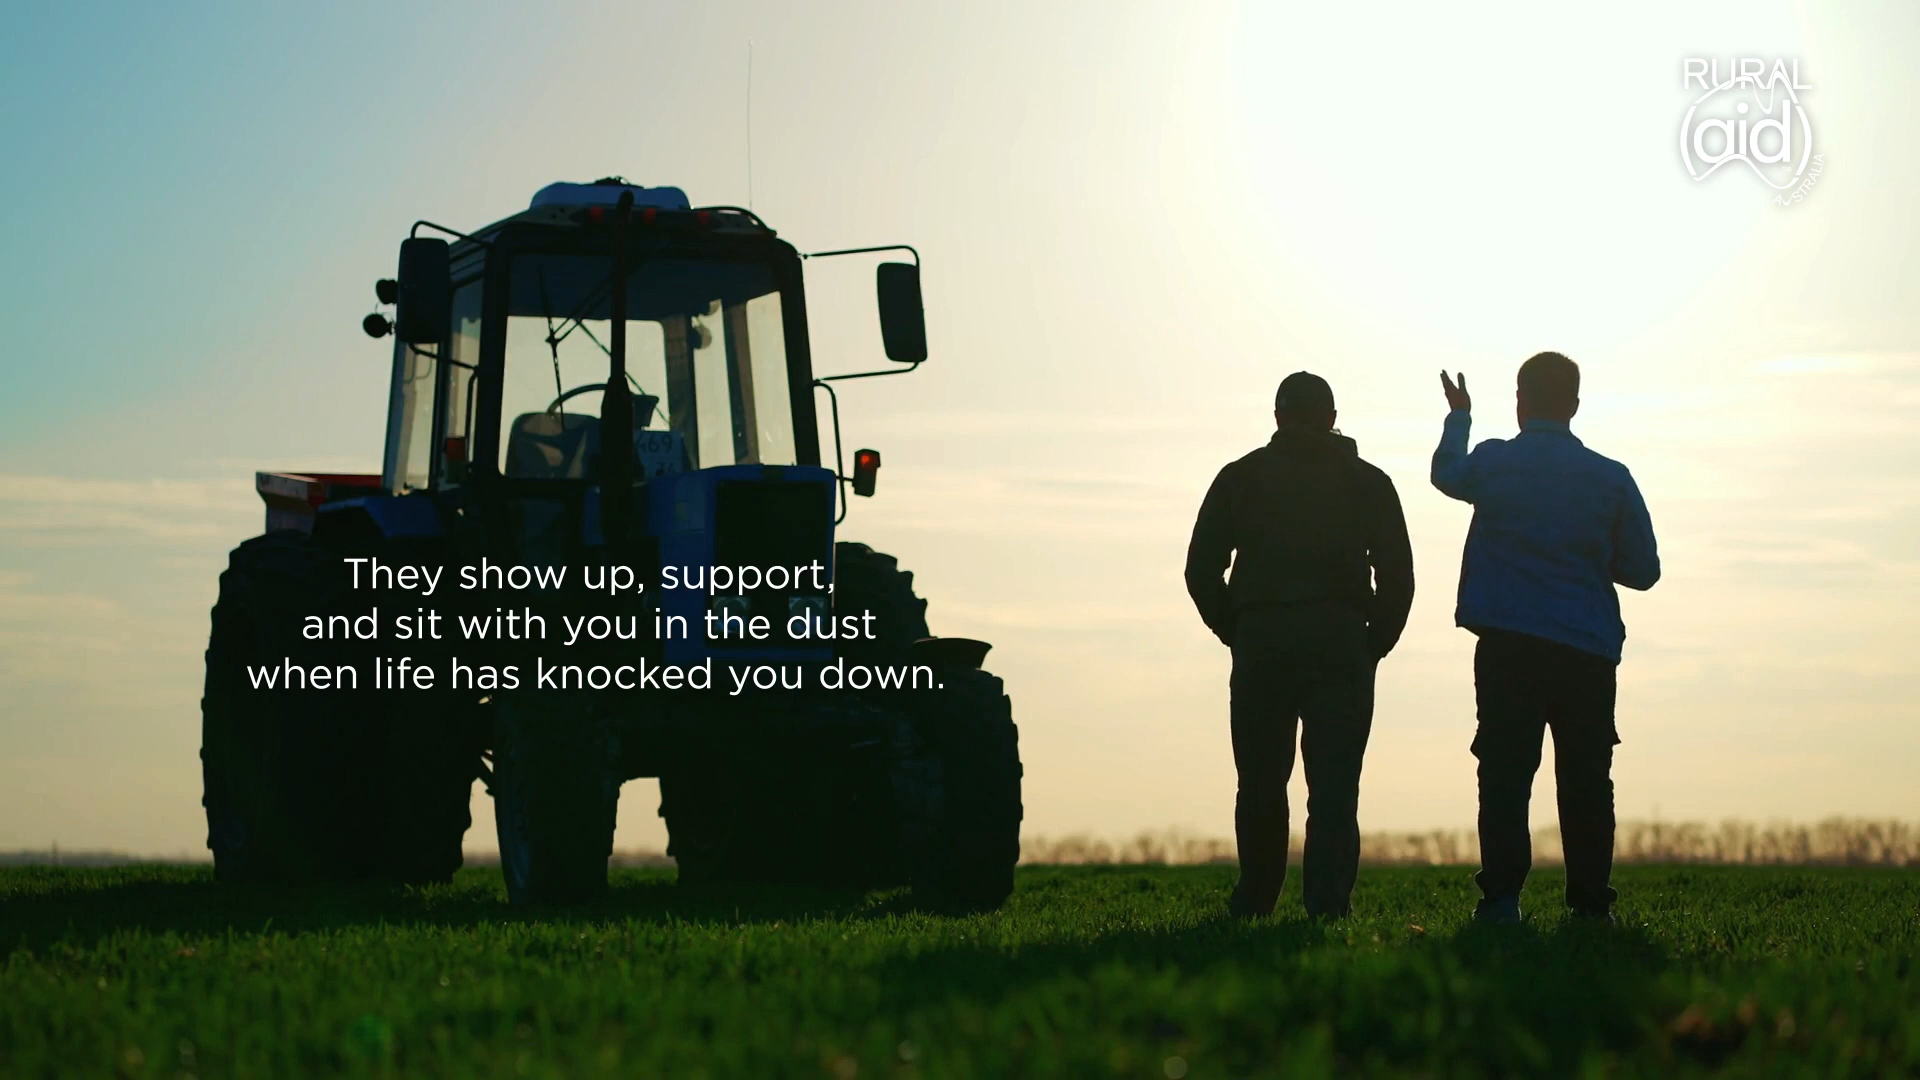 RURAL
aid
AUSTRALIA
They show up, support,
and sit with you in the dust
when life has knocked you down.